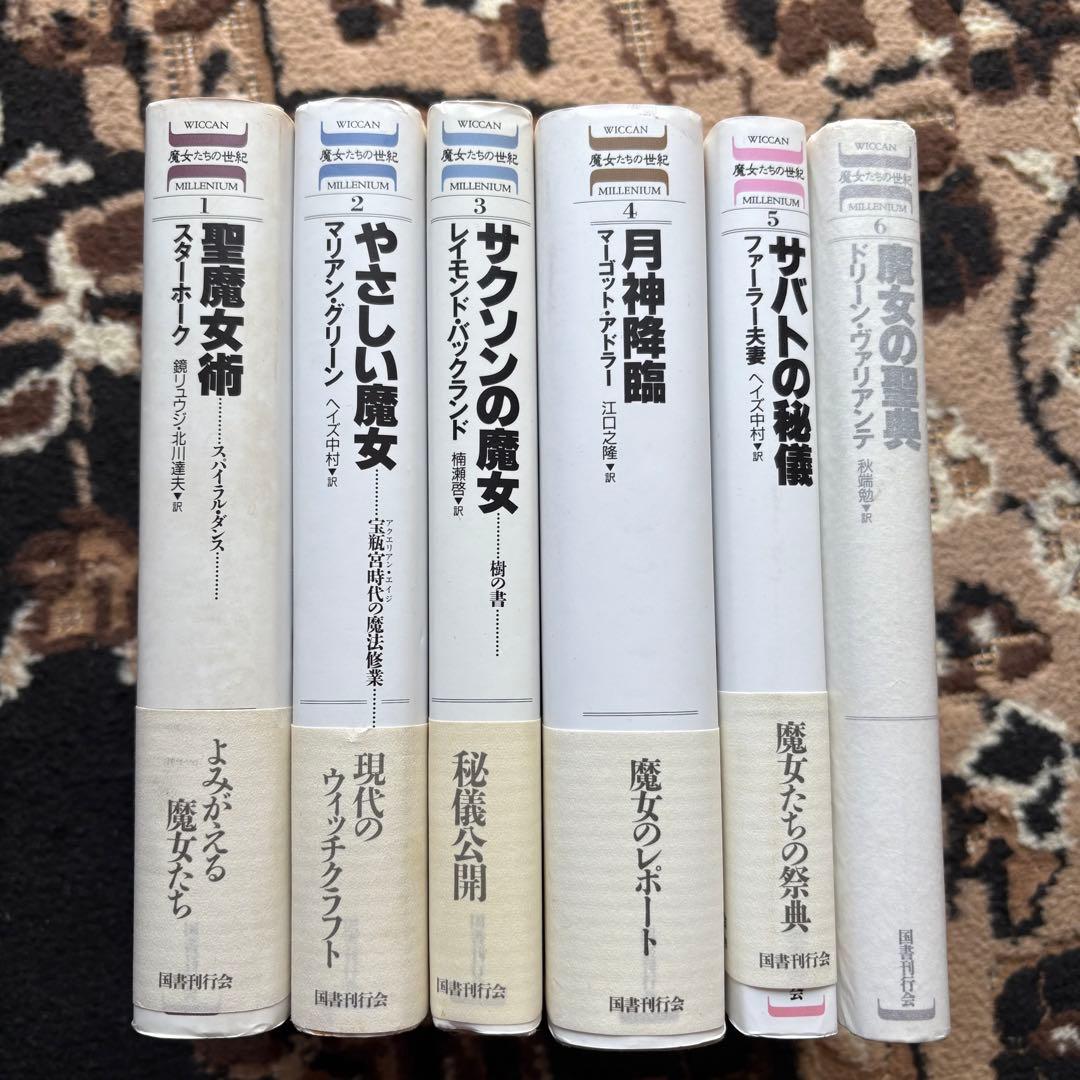 WICCAN
魔女たちの世紀
MILLENIUM
1
聖魔女術
………スパイラル・ダンス………
スターホーク
鏡リュウジ・北川達夫▼訳
よみがえる
魔女たち
国書刊行会
WICCAN
魔女たちの世紀
MILLENIUM
2
やさしい魔女
………宝瓶宮時代の魔法修業………
アクエリアン・エイジ
マリアン・グリーン
ヘイズ中村▼訳
現代の
ウィッチクラフト
国書刊行会
WICCAN
魔女たちの世紀
MILLENIUM
3
サクソンの魔女
………樹の書………
レイモンド・バックランド
楠瀬啓▼訳
秘儀公開
国書刊行会
WICCAN
魔女たちの世紀
MILLENIUM
4
月神降臨
マーゴット・アドラー
江口之隆▼訳
魔女のレポート
国書刊行会
WICCAN
魔女たちの世紀
MILLENIUM
5
サバトの秘儀
ファーラー夫妻
ヘイズ中村▼訳
魔女たちの祭典
国書刊行会
会
WICCAN
魔女たちの世紀
MILLENIUM
6
魔女の聖典
ドリーン・ヴァリアンテ
秋端勉▼訳
国書刊行会